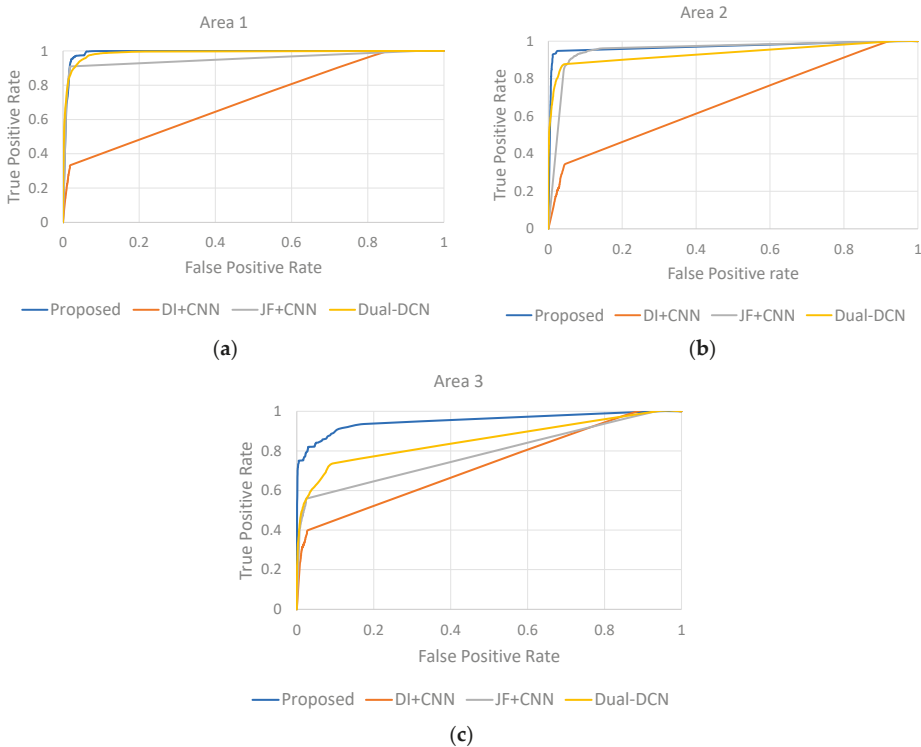 Area 1
True Positive Rate
1
0.8
0.6
0.4
0.2
0
0 0.2 0.4 0.6 0.8 1
False Positive Rate
Proposed DI+CNN JF+CNN Dual-DCN
(a)
Area 2
True Positive Rate
1
0.8
0.6
0.4
0.2
0
0 0.2 0.4 0.6 0.8 1
False Positive rate
Proposed DI+CNN JF+CNN Dual-DCN
(b)
Area 3
True Positive Rate
1
0.8
0.6
0.4
0.2
0
0 0.2 0.4 0.6 0.8 1
False Positive Rate
Proposed DI+CNN JF+CNN Dual-DCN
(c)